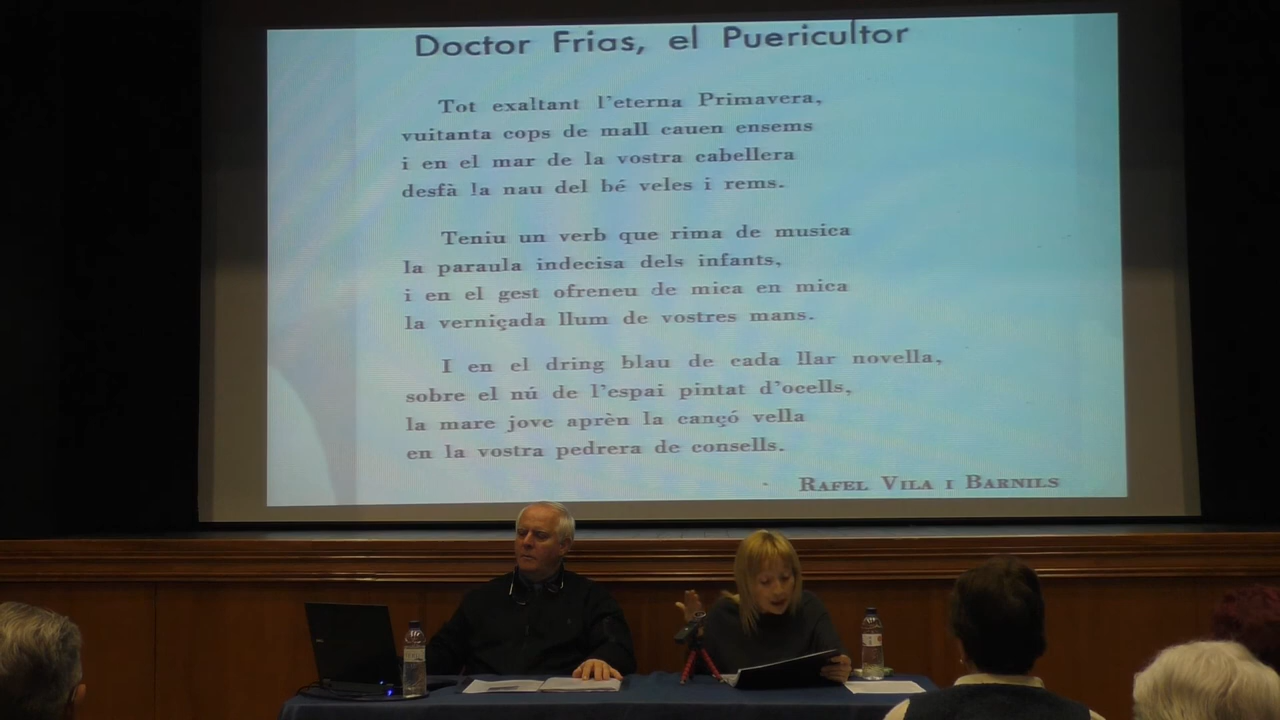 Doctor Frias, el Puericultor
Tot exaltant l'eterna Primavera,
vuitanta cops de mall cauen ensems
i en el mar de la vostra cabellera
desfà la nau del bé veles i rems.
Teniu un verb que rima de musica
la paraula indecisa dels infants,
i en el gest ofreneu de mica en mica
la verniçada llum de vostres mans.
I en el dring blau de cada llar novella,
sobre el nú de l'espai pintat d'ocells,
la mare jove aprèn la cançó vella
en la vostra pedrera de consells.
Rafel Vila i Barnils